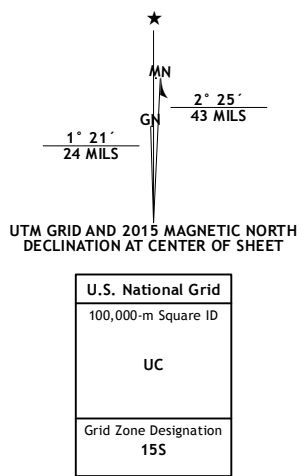 ★
MN
GN
2° 25´
43 MILS
1° 21´
24 MILS
UTM GRID AND 2015 MAGNETIC NORTH
DECLINATION AT CENTER OF SHEET
U.S. National Grid
100,000-m Square ID
UC
Grid Zone Designation
15S